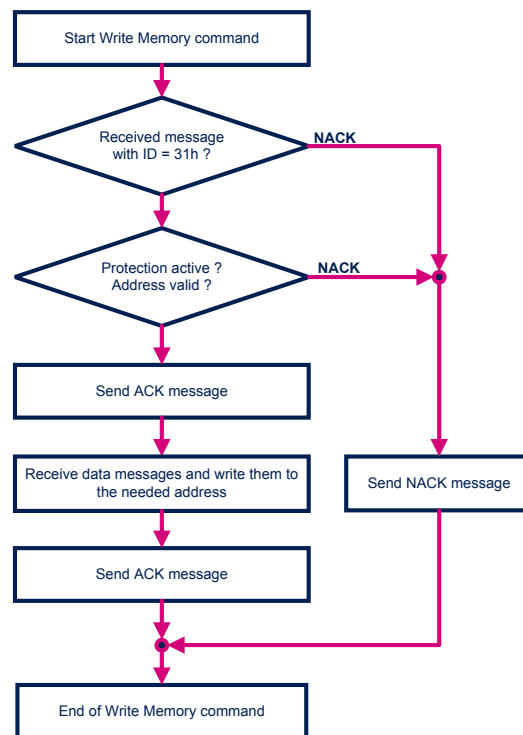 Start Write Memory command
Received message
with ID = 31h ?
NACK
Protection active ?
Address valid ?
NACK
Send ACK message
Receive data messages and write them to
the needed address
Send NACK message
Send ACK message
End of Write Memory command